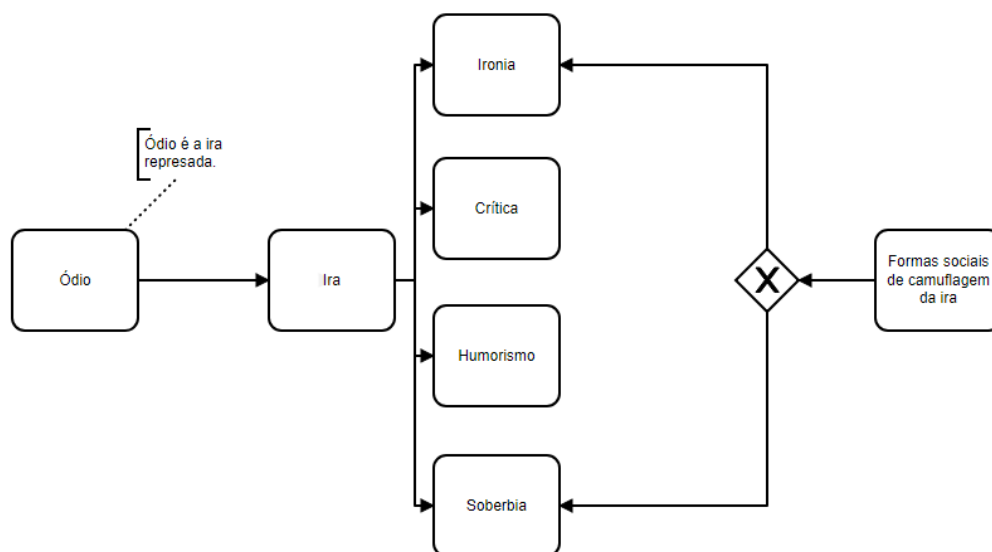 Ironia
Ódio é a ira
represada.
Crítica
Ódio
Ira
X
Formas sociais
de camuflagem
da ira
Humorismo
Soberbia